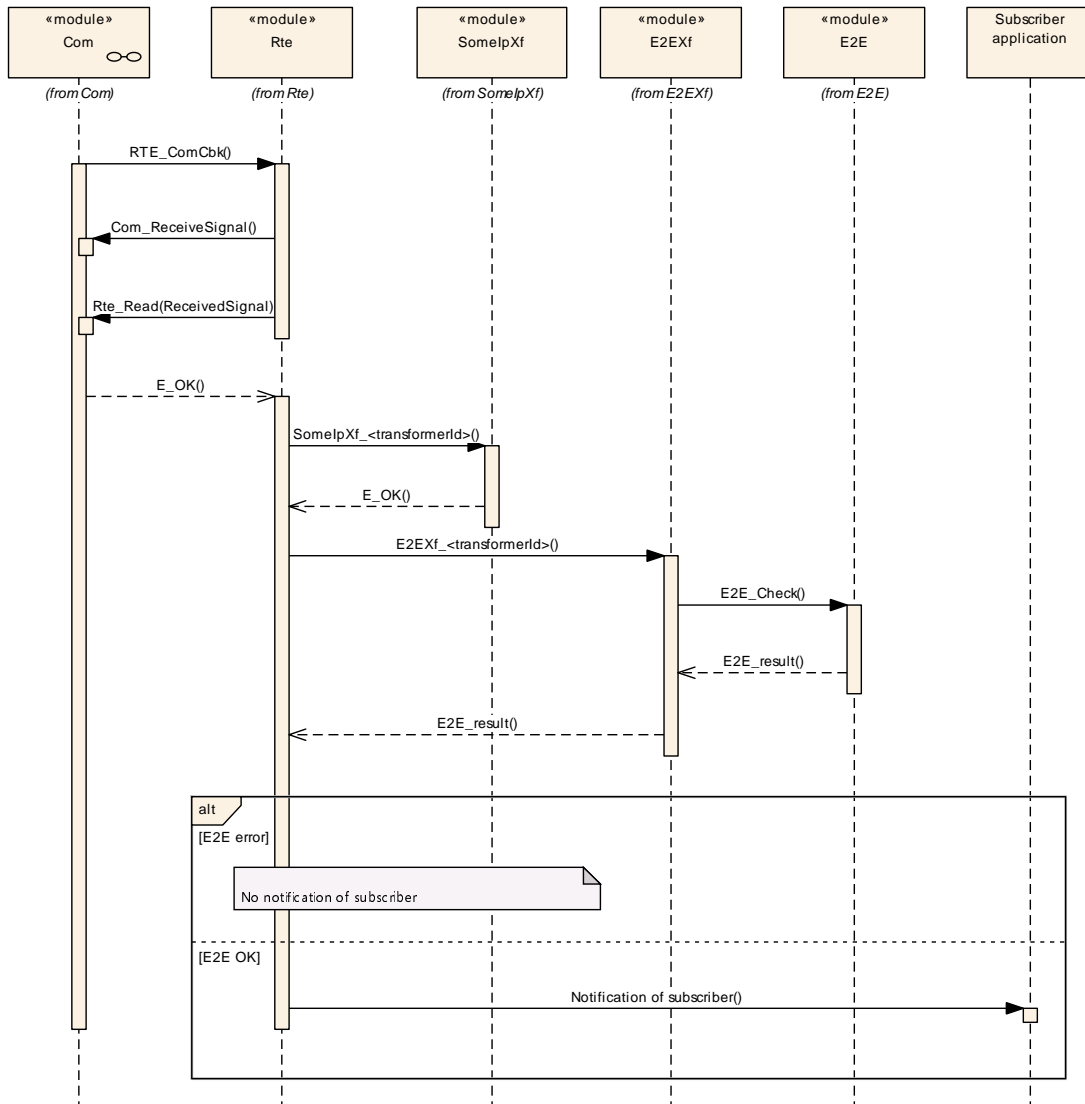 «module»
Com
«module»
Rte
«module»
SomeIpXf
«module»
E2EXf
«module»
E2E
Subscriber
application
(from Com)
(from Rte)
(from SomeIpXf)
(from E2EXf)
(from E2E)
RTE_ComCbk()
Com_ReceiveSignal()
Rte_Read(ReceivedSignal)
E_OK()
SomeIpXf_<transformerId>()
E_OK()
E2EXf_<transformerId>()
E2E_Check()
E2E_result()
E2E_result()
alt
[E2E error]
No notification of subscriber
[E2E OK]
Notification of subscriber()